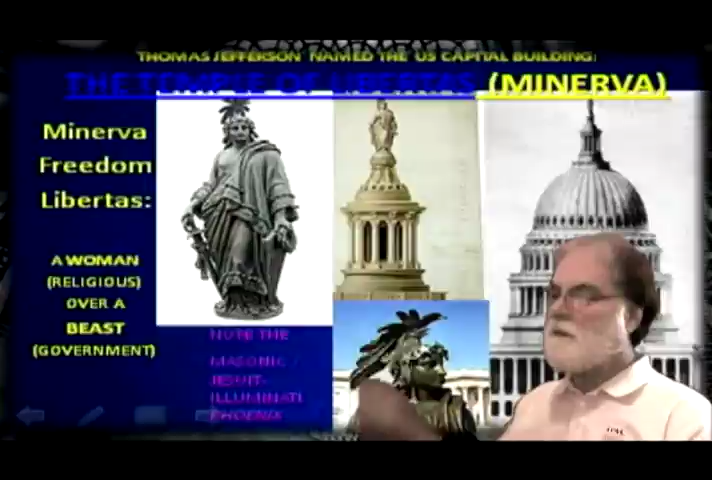 THOMAS JEFFERSON NAMED THE US CAPITAL BUILDING:
THE TEMPLE OF LIBERTAS (MINERVA)
Minerva
Freedom
Libertas:
A WOMAN
(RELIGIOUS)
OVER A
BEAST
(GOVERNMENT)
NOTE THE
MASONIC /
JESUIT-
ILLUMINATI
PHOENIX